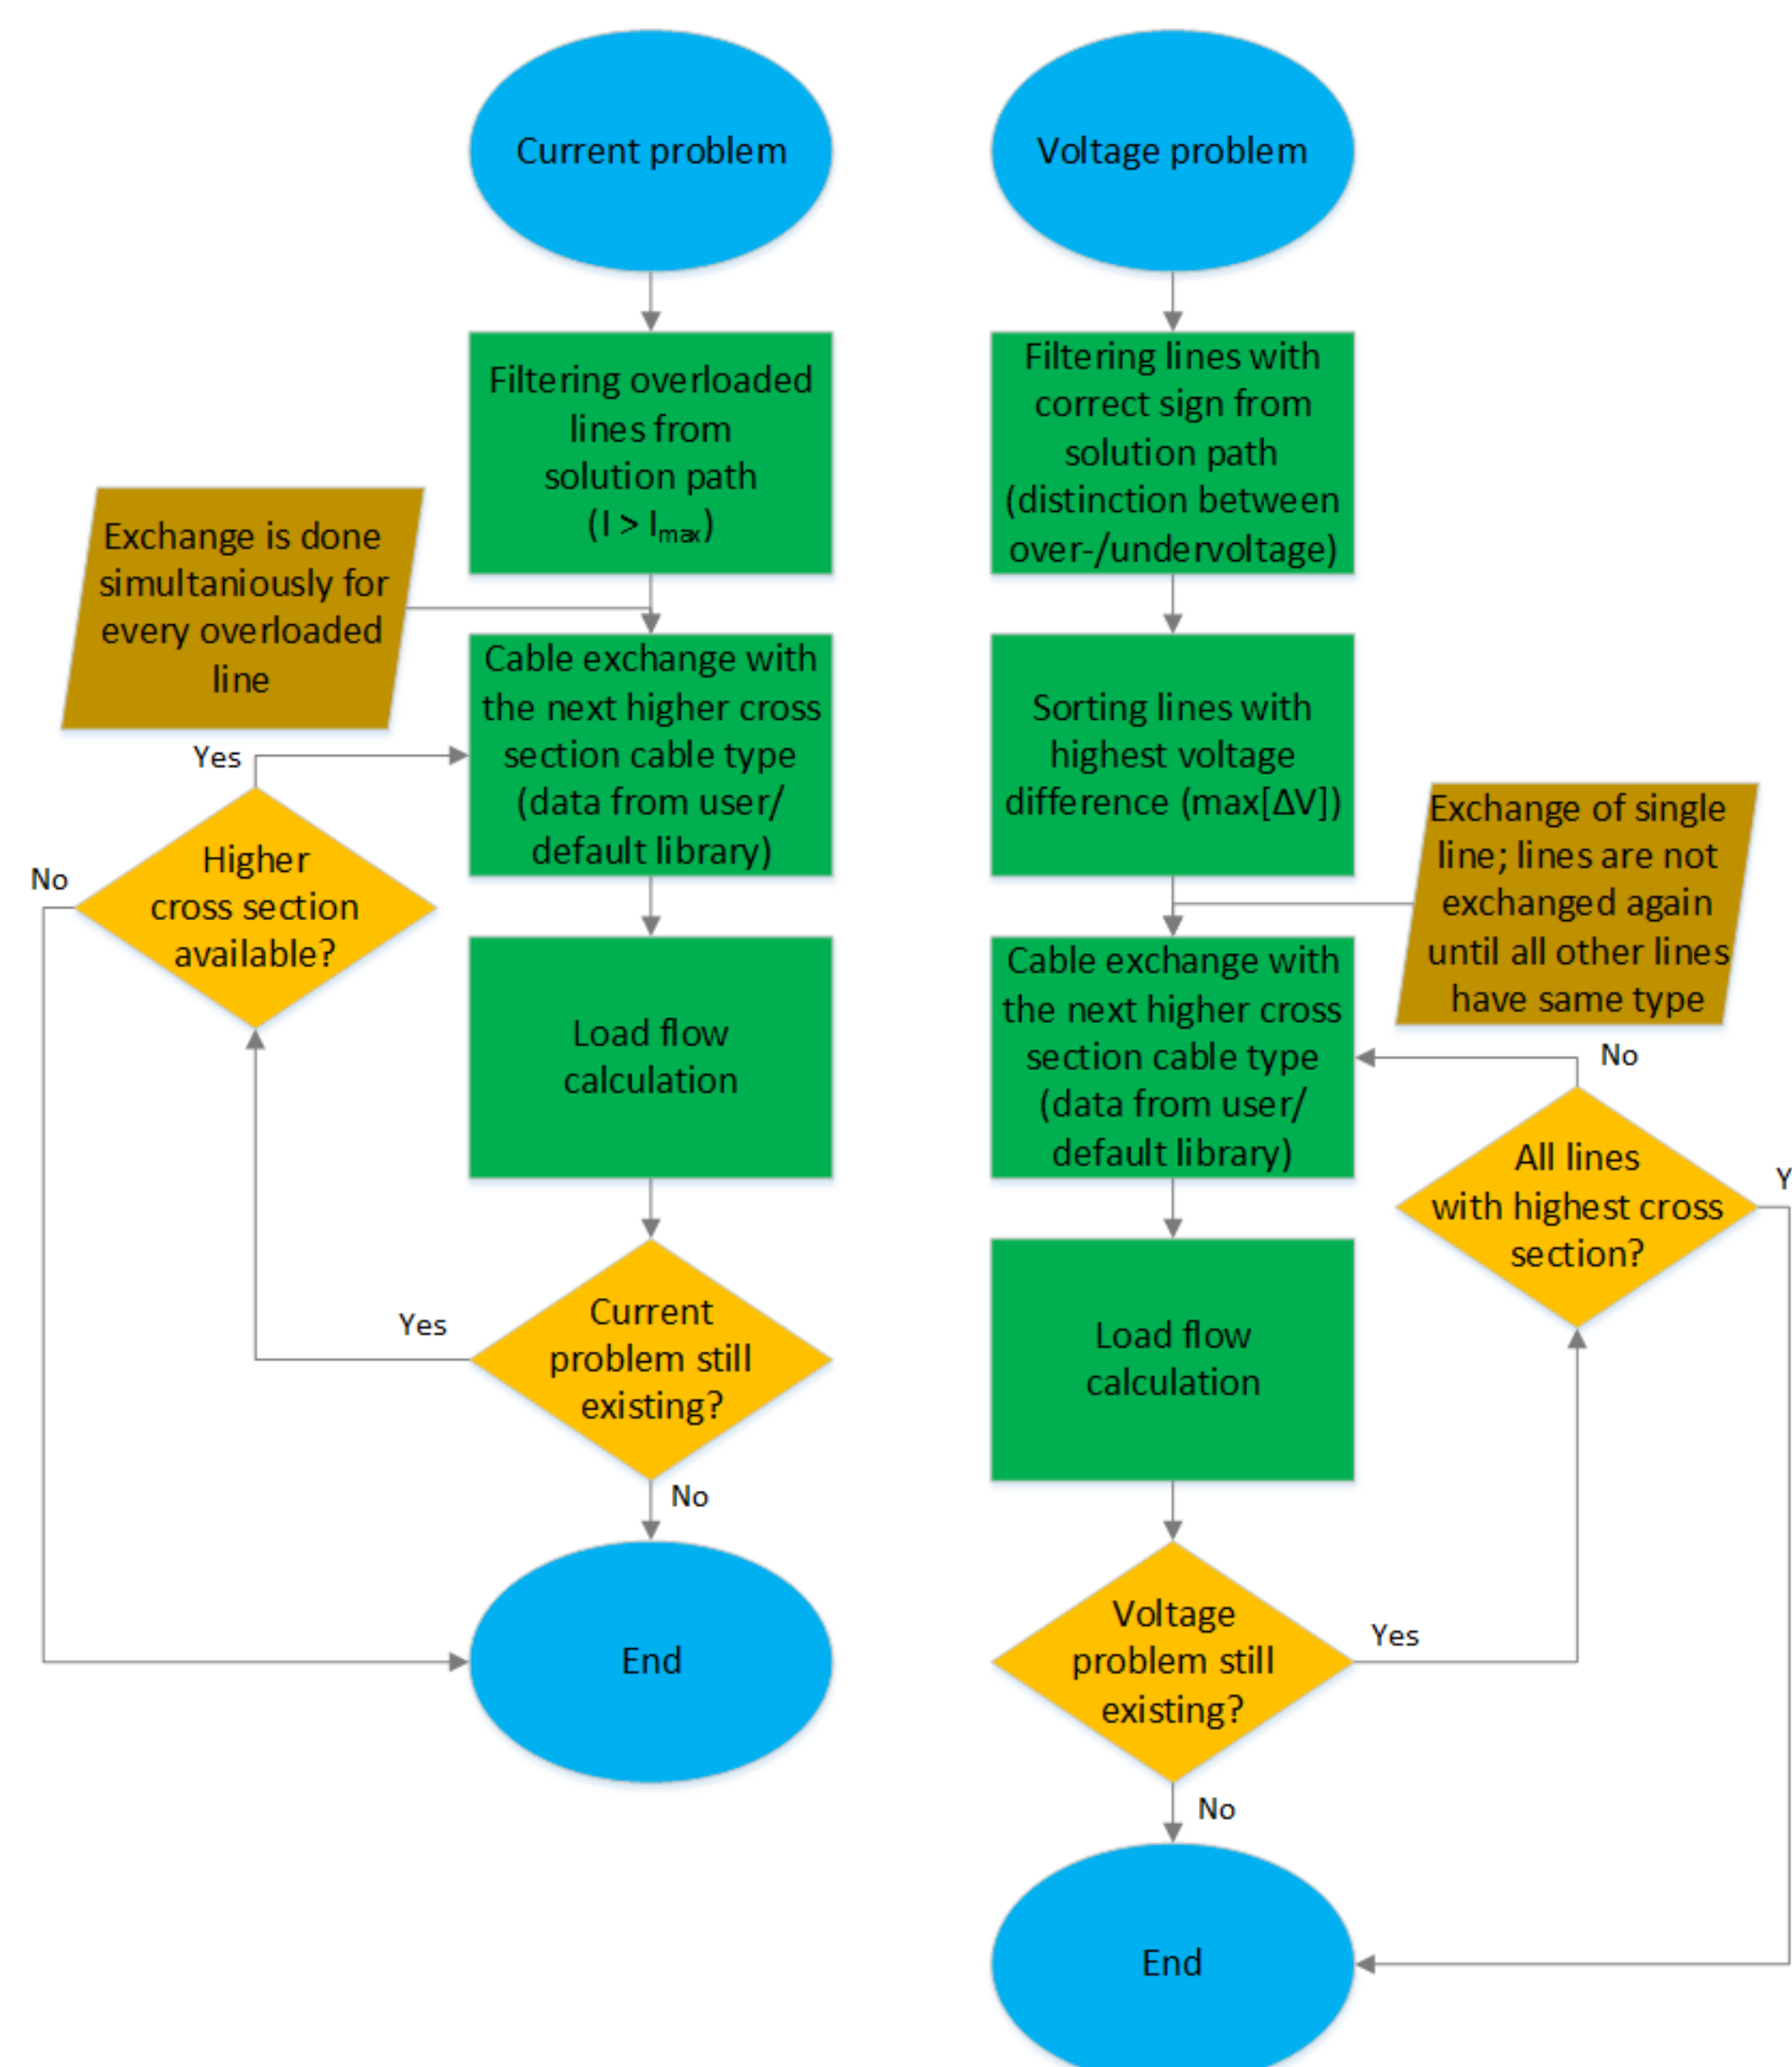 Current problem
Filtering overloaded
lines from
solution path
(I > Imax)
Exchange is done
simultaniously for
every overloaded
line
Cable exchange with
the next higher cross
section cable type
(data from user/
default library)
Yes
Higher
cross section
available?
No
Load flow
calculation
Current
problem still
existing?
Yes
No
End
Voltage problem
Filtering lines with
correct sign from
solution path
(distinction between
over-/undervoltage)
Sorting lines with
highest voltage
difference (max[ΔV])
Exchange of single
line; lines are not
exchanged again
until all other lines
have same type
Cable exchange with
the next higher cross
section cable type
(data from user/
default library)
No
All lines
with highest cross
section?
Y
Load flow
calculation
Voltage
problem still
existing?
Yes
No
End